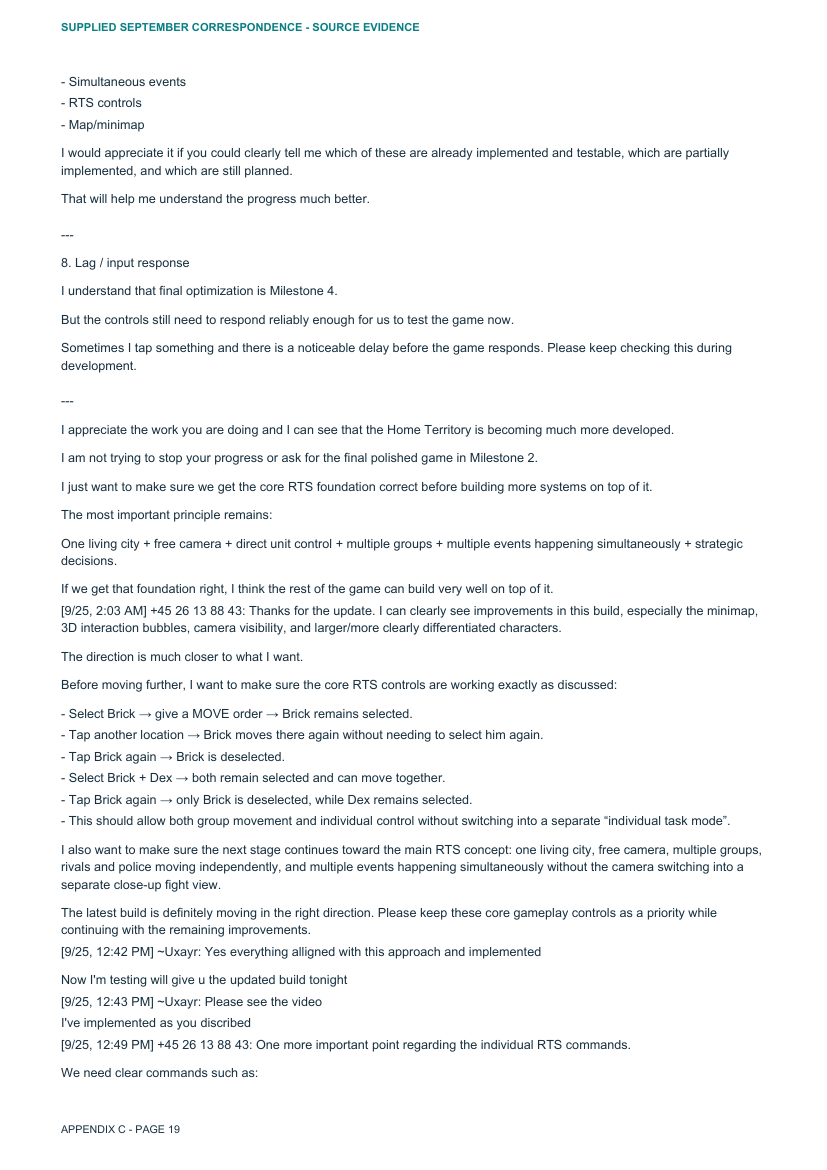 SUPPLIED SEPTEMBER CORRESPONDENCE - SOURCE EVIDENCE
- Simultaneous events
- RTS controls
- Map/minimap
I would appreciate it if you could clearly tell me which of these are already implemented and testable, which are partially
implemented, and which are still planned.
That will help me understand the progress much better.
---
8. Lag / input response
I understand that final optimization is Milestone 4.
But the controls still need to respond reliably enough for us to test the game now.
Sometimes I tap something and there is a noticeable delay before the game responds. Please keep checking this during
development.
---
I appreciate the work you are doing and I can see that the Home Territory is becoming much more developed.
I am not trying to stop your progress or ask for the final polished game in Milestone 2.
I just want to make sure we get the core RTS foundation correct before building more systems on top of it.
The most important principle remains:
One living city + free camera + direct unit control + multiple groups + multiple events happening simultaneously + strategic
decisions.
If we get that foundation right, I think the rest of the game can build very well on top of it.
[9/25, 2:03 AM] +45 26 13 88 43: Thanks for the update. I can clearly see improvements in this build, especially the minimap,
3D interaction bubbles, camera visibility, and larger/more clearly differentiated characters.
The direction is much closer to what I want.
Before moving further, I want to make sure the core RTS controls are working exactly as discussed:
- Select Brick → give a MOVE order → Brick remains selected.
- Tap another location → Brick moves there again without needing to select him again.
- Tap Brick again → Brick is deselected.
- Select Brick + Dex → both remain selected and can move together.
- Tap Brick again → only Brick is deselected, while Dex remains selected.
- This should allow both group movement and individual control without switching into a separate “individual task mode”.
I also want to make sure the next stage continues toward the main RTS concept: one living city, free camera, multiple groups,
rivals and police moving independently, and multiple events happening simultaneously without the camera switching into a
separate close-up fight view.
The latest build is definitely moving in the right direction. Please keep these core gameplay controls as a priority while
continuing with the remaining improvements.
[9/25, 12:42 PM] ~Uxayr: Yes everything alligned with this approach and implemented
Now I'm testing will give u the updated build tonight
[9/25, 12:43 PM] ~Uxayr: Please see the video
I've implemented as you discribed
[9/25, 12:49 PM] +45 26 13 88 43: One more important point regarding the individual RTS commands.
We need clear commands such as:
APPENDIX C - PAGE 19